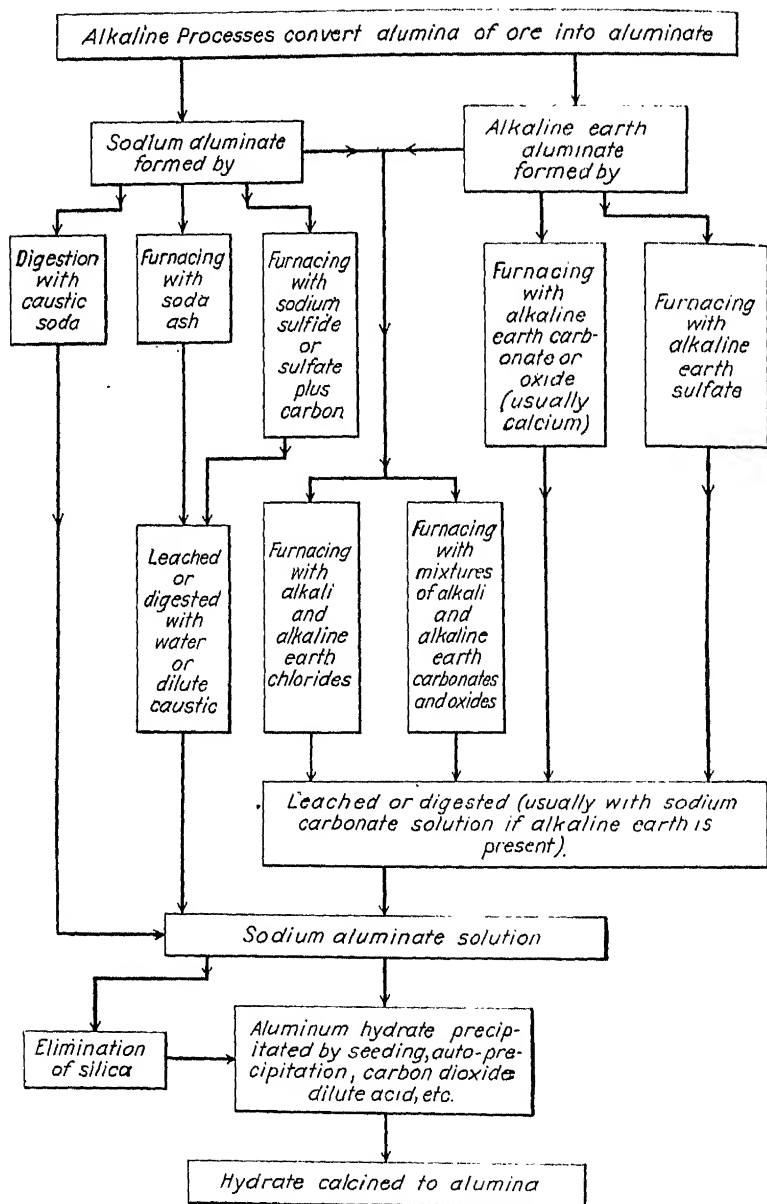 Alkaline Processes convert alumina of ore into aluminate
Sodium aluminate
formed by
Alkaline earth
aluminate
formed by
Digestion
with
caustic
soda
Furnacing
with
soda
ash
Furnacing
with
sodium
sulfide
or
sulfate
plus
carbon
Furnacing
with
alkaline
earth carb-
onate or
oxide
(usually
calcium)
Furnacing
with
alkaline
earth
sulfate
Leached
or
digested
with
water
or
dilute
caustic
Furnacing
with
alkali
and
alkaline
earth
chlorides
Furnacing
with
mixtures
of alkali
and
alkaline
earth
carbonates
and oxides
Leached or digested (usually with sodium
carbonate solution if alkaline earth is
present).
Sodium aluminate solution
Elimination
of silica
Aluminum hydrate precip-
itated by seeding, auto-pre-
cipitation, carbon dioxide
dilute acid, etc.
Hydrate calcined to alumina